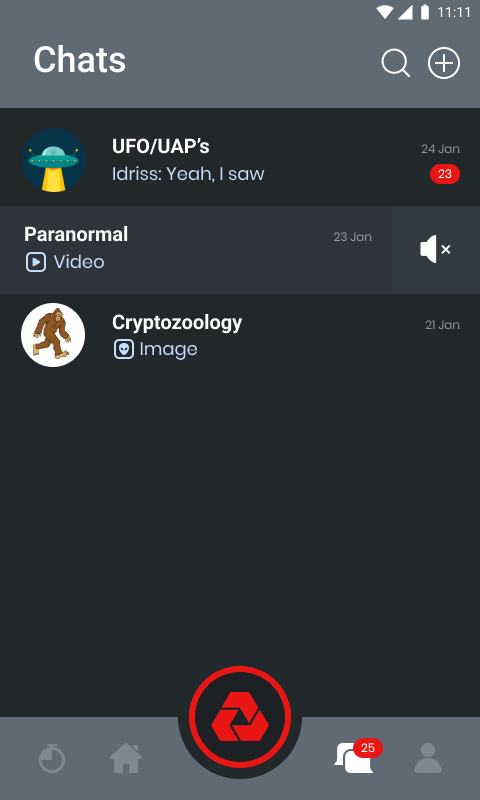 11:11
Chats
UFO/UAP’s
24 Jan
Idriss: Yeah, I saw
23
Paranormal
23 Jan
Video
Cryptozoology
21 Jan
Image
25